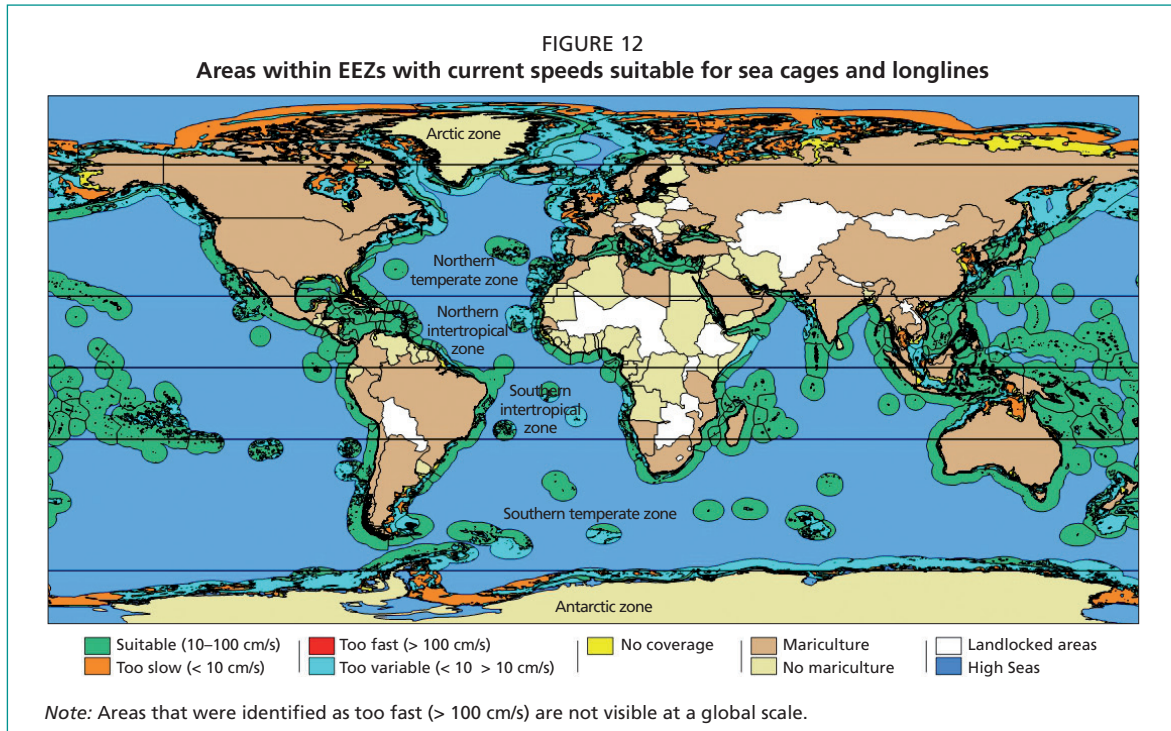 FIGURE 12
Areas within EEZs with current speeds suitable for sea cages and longlines
Arctic zone
Northern
temperate zone
Northern
intertropical
zone
Southern
intertropical
zone
Southern temperate zone
Antarctic zone
Suitable (10–100 cm/s)
Too slow (< 10 cm/s)
Too fast (> 100 cm/s)
Too variable (< 10 > 10 cm/s)
No coverage
Mariculture
No mariculture
Landlocked areas
High Seas
Note: Areas that were identified as too fast (> 100 cm/s) are not visible at a global scale.